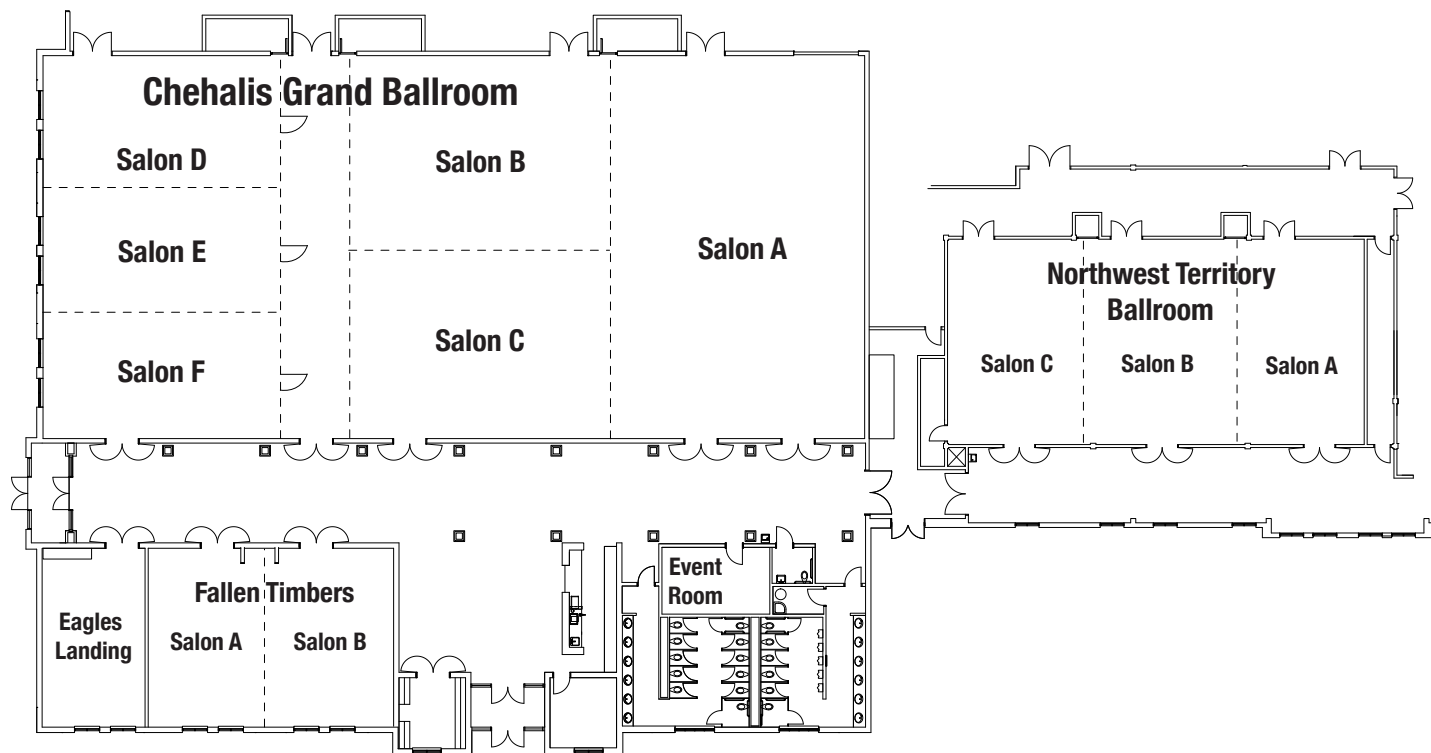 Chehalis Grand Ballroom
Salon D
Salon B
Salon E
Salon A
Salon F
Salon C
Northwest Territory
Ballroom
Salon C
Salon B
Salon A
Eagles
Landing
Fallen Timbers
Salon A
Salon B
Event
Room